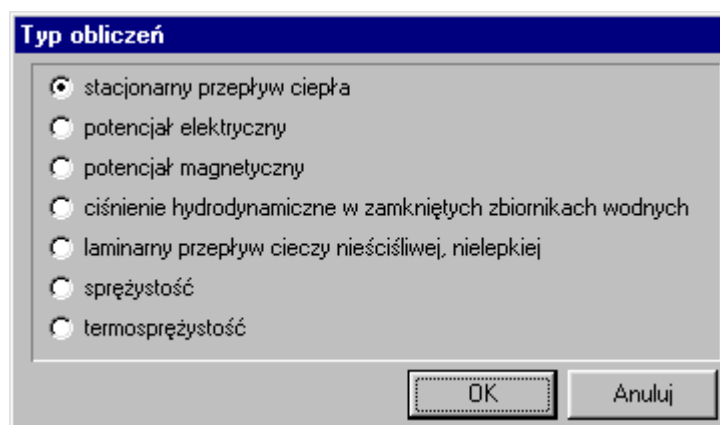 Typ obliczeń
stacjonarny przepływ ciepła
potencjał elektryczny
potencjał magnetyczny
ciśnienie hydrodynamiczne w zamkniętych zbiornikach wodnych
laminarny przepływ cieczy nieściśliwej, nielepkiej
sprężystość
termosprężystość
OK Anuluj